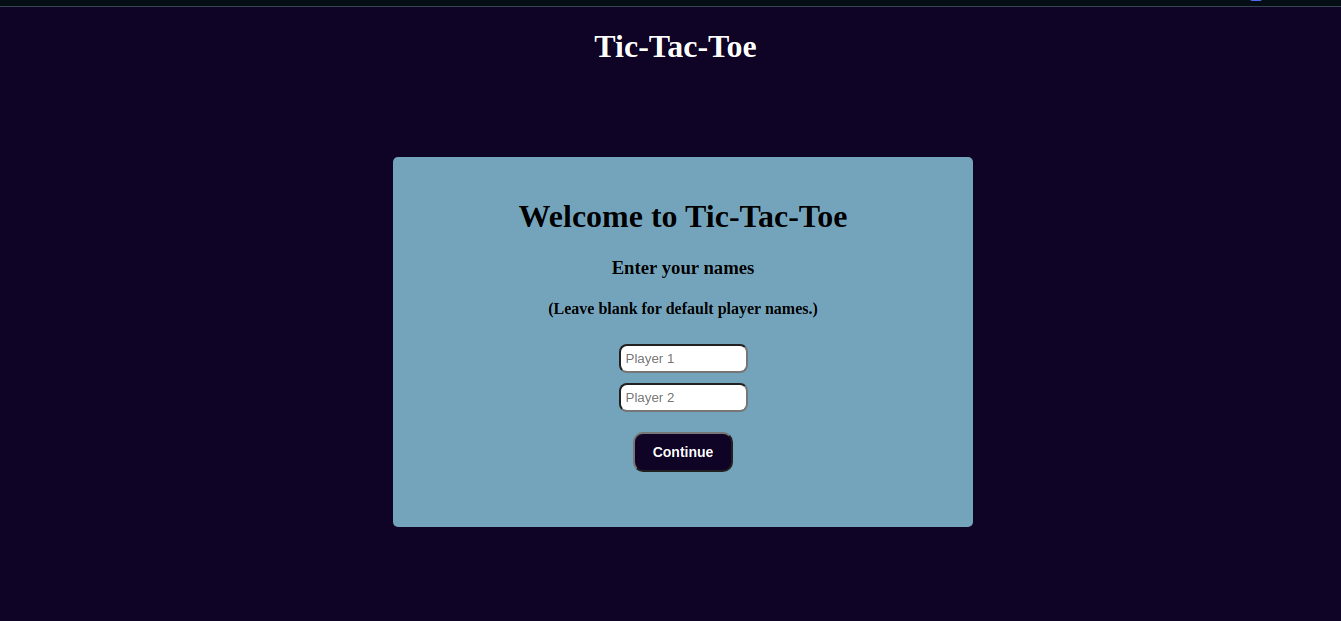 Tic-Tac-Toe
Welcome to Tic-Tac-Toe
Enter your names
(Leave blank for default player names.)
Player 1
Player 2
Continue